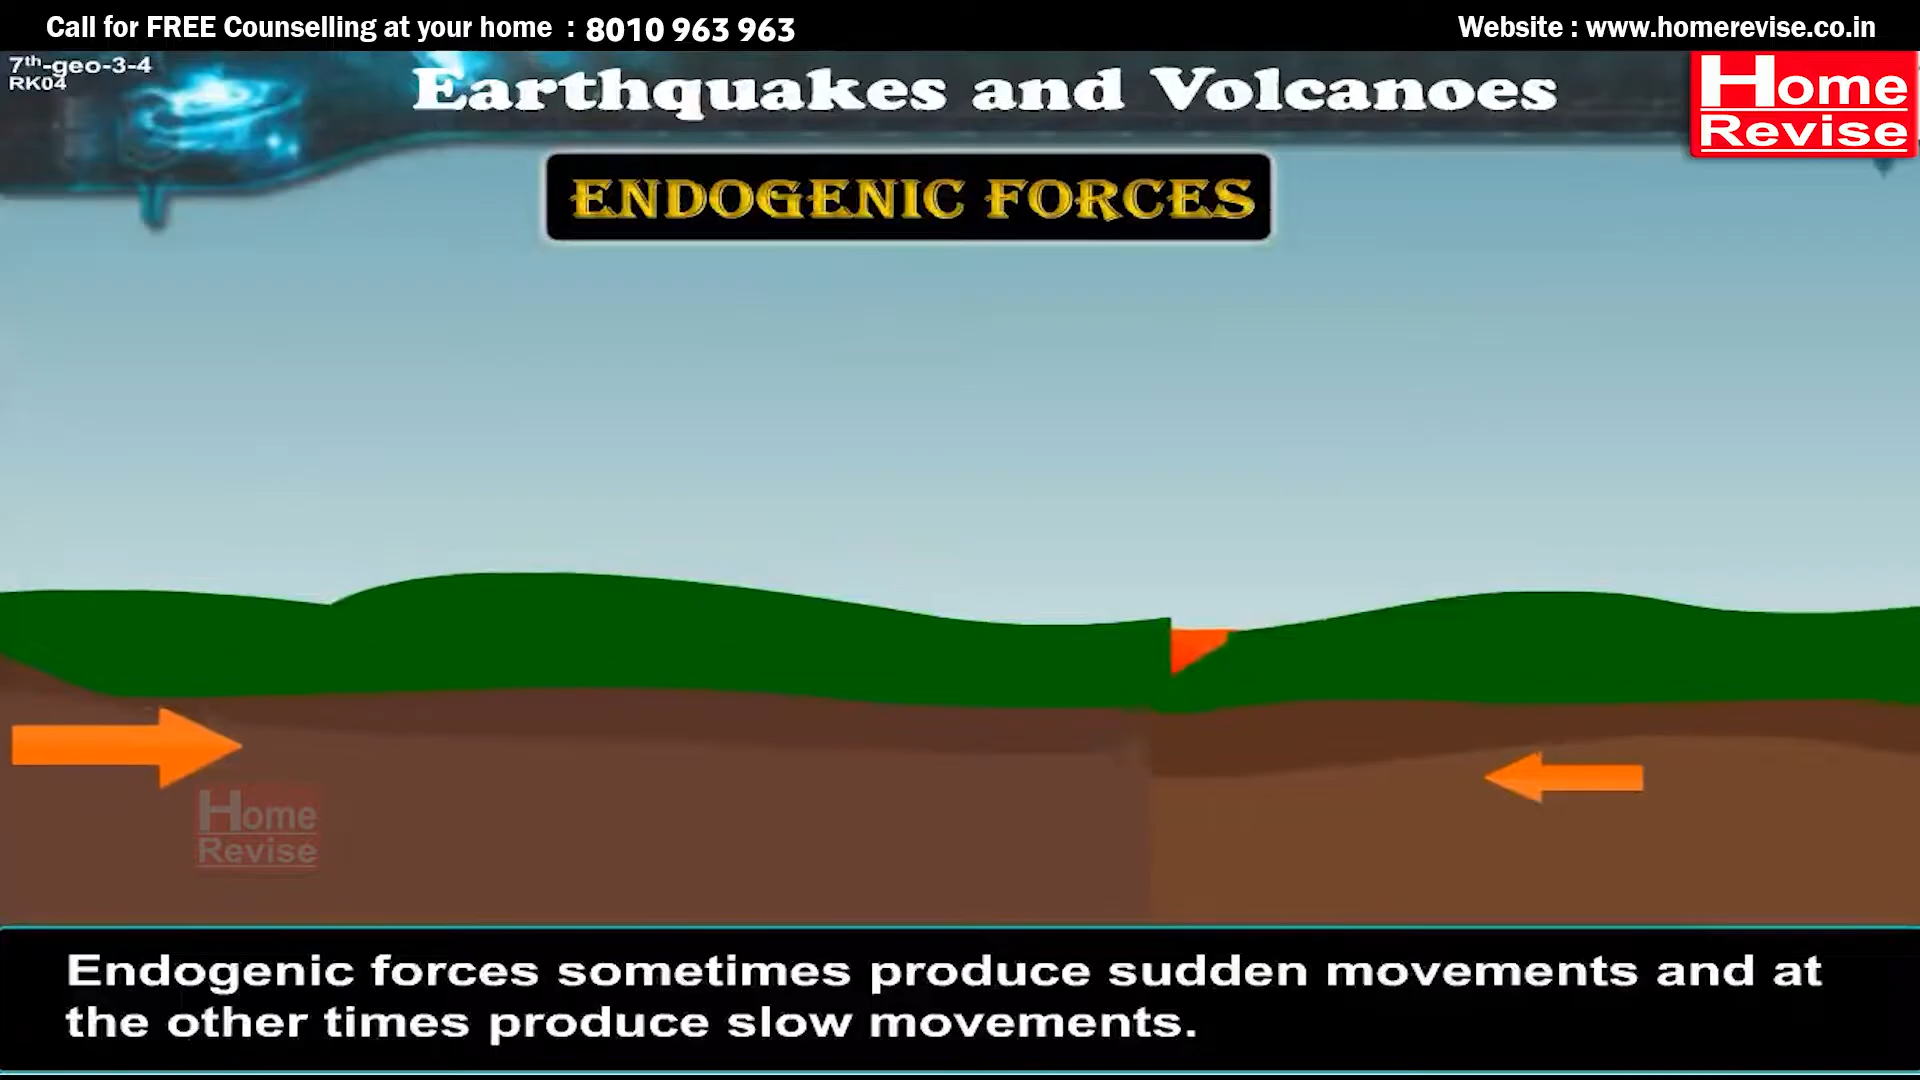 Call for FREE Counselling at your home : 8010 963 963
Website : www.homerevise.co.in
7th-geo-3-4
RK04
Earthquakes and Volcanoes
Home
Revise
ENDOGENIC FORCES
Home
Revise
Endogenic forces sometimes produce sudden movements and at
the other times produce slow movements.